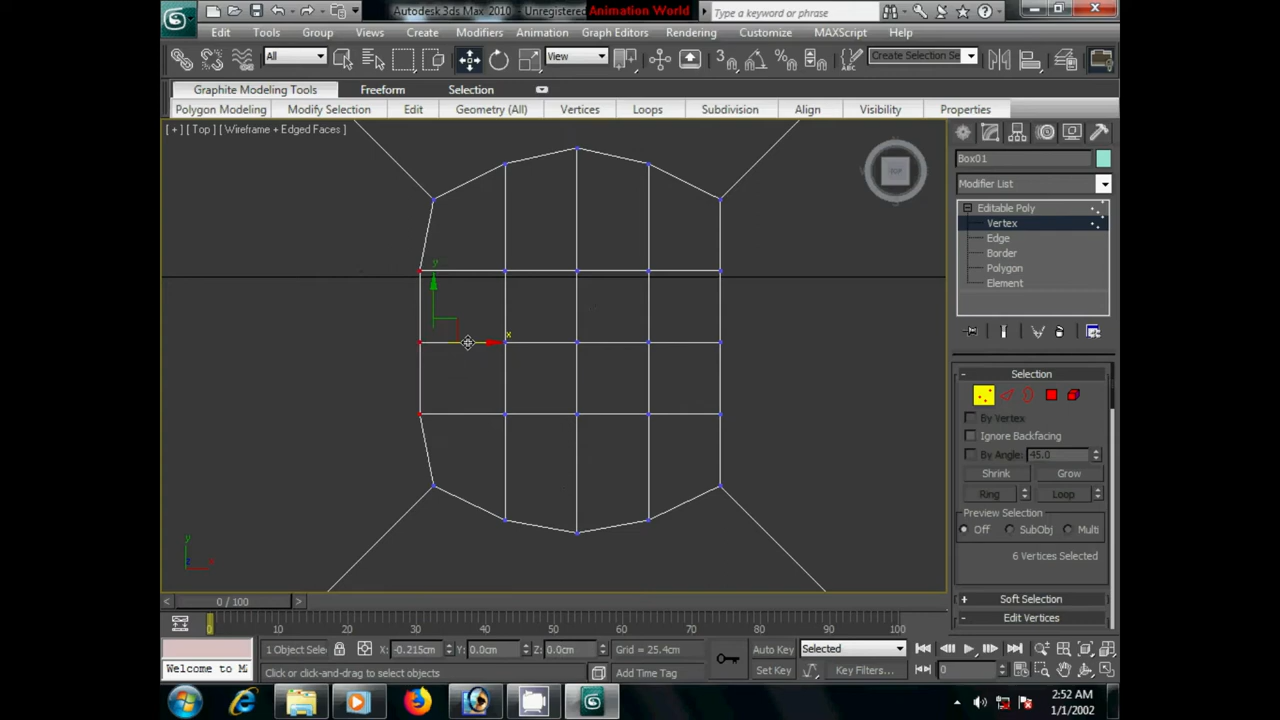 Autodesk 3ds Max 2010 - Unregistered
Animation World
Type a keyword or phrase
Edit Tools Group Views Create Modifiers Animation Graph Editors Rendering Customize MAXScript Help
All View 3 Create Selection Se
Graphite Modeling Tools Freeform Selection
Polygon Modeling Modify Selection Edit Geometry (All) Vertices Loops Subdivision Align Visibility Properties
[ + ] [ Top ] [ Wireframe + Edged Faces ]
TOP
Box01
Modifier List
Editable Poly
Vertex
Edge
Border
Polygon
Element
y
x
Selection
By Vertex
Ignore Backfacing
By Angle: 45.0
Shrink Grow
Ring Loop
Preview Selection
Off SubObj Multi
6 Vertices Selected
Soft Selection
Edit Vertices
y
z x
0 / 100
0 10 20 30 40 50 60 70 80 90 100
1 Object Sele X: -0.215cm Y: 0.0cm Z: 0.0cm Grid = 25.4cm Auto Key Selected
Welcome to M Click or click-and-drag to select objects Add Time Tag Set Key Key Filters... 0
2:52 AM
1/1/2002